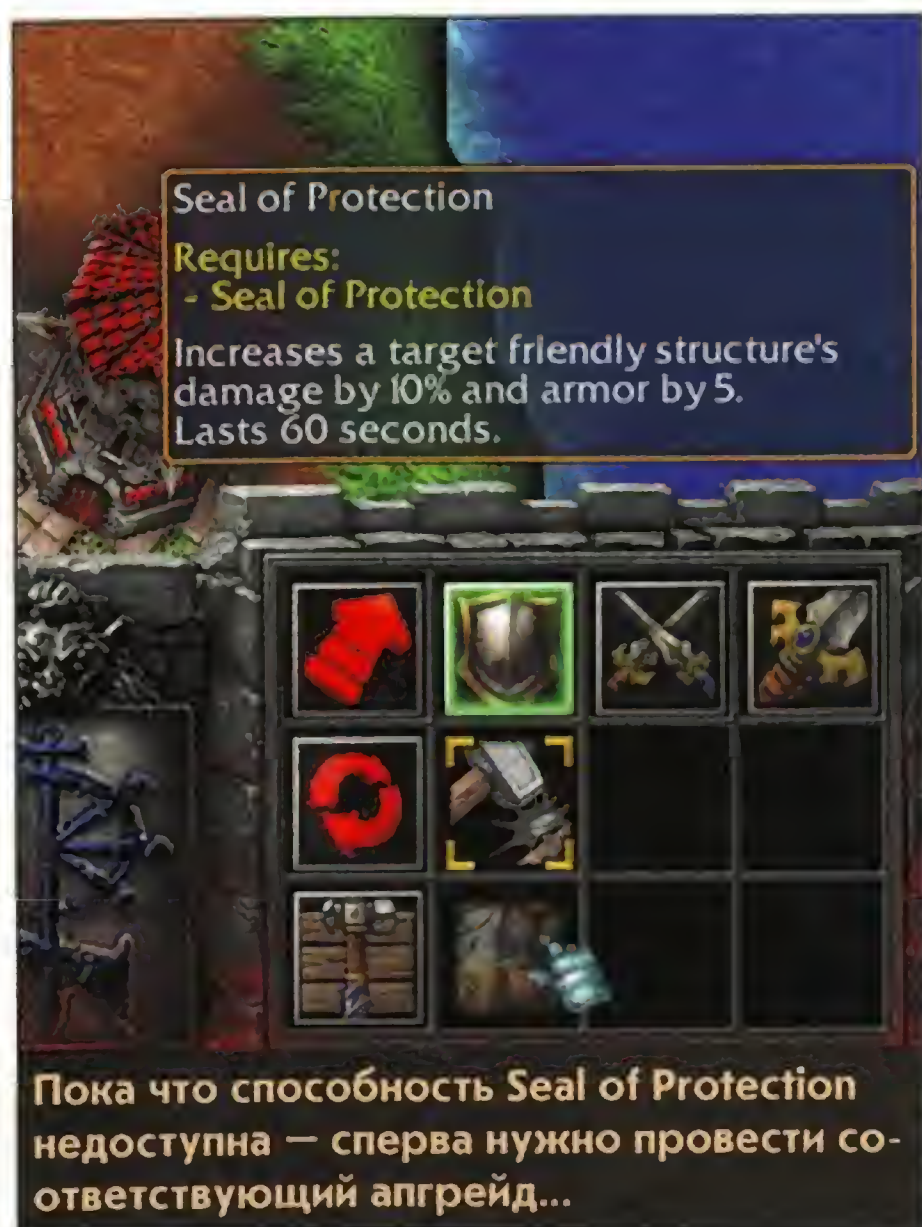 Seal of Protection
Requires:
- Seal of Protection
Increases a target friendly structure's
damage by 10% and armor by 5.
Lasts 60 seconds.
Пока что способность Seal of Protection
недоступна — сперва нужно провести со-
ответствующий апгрейд...